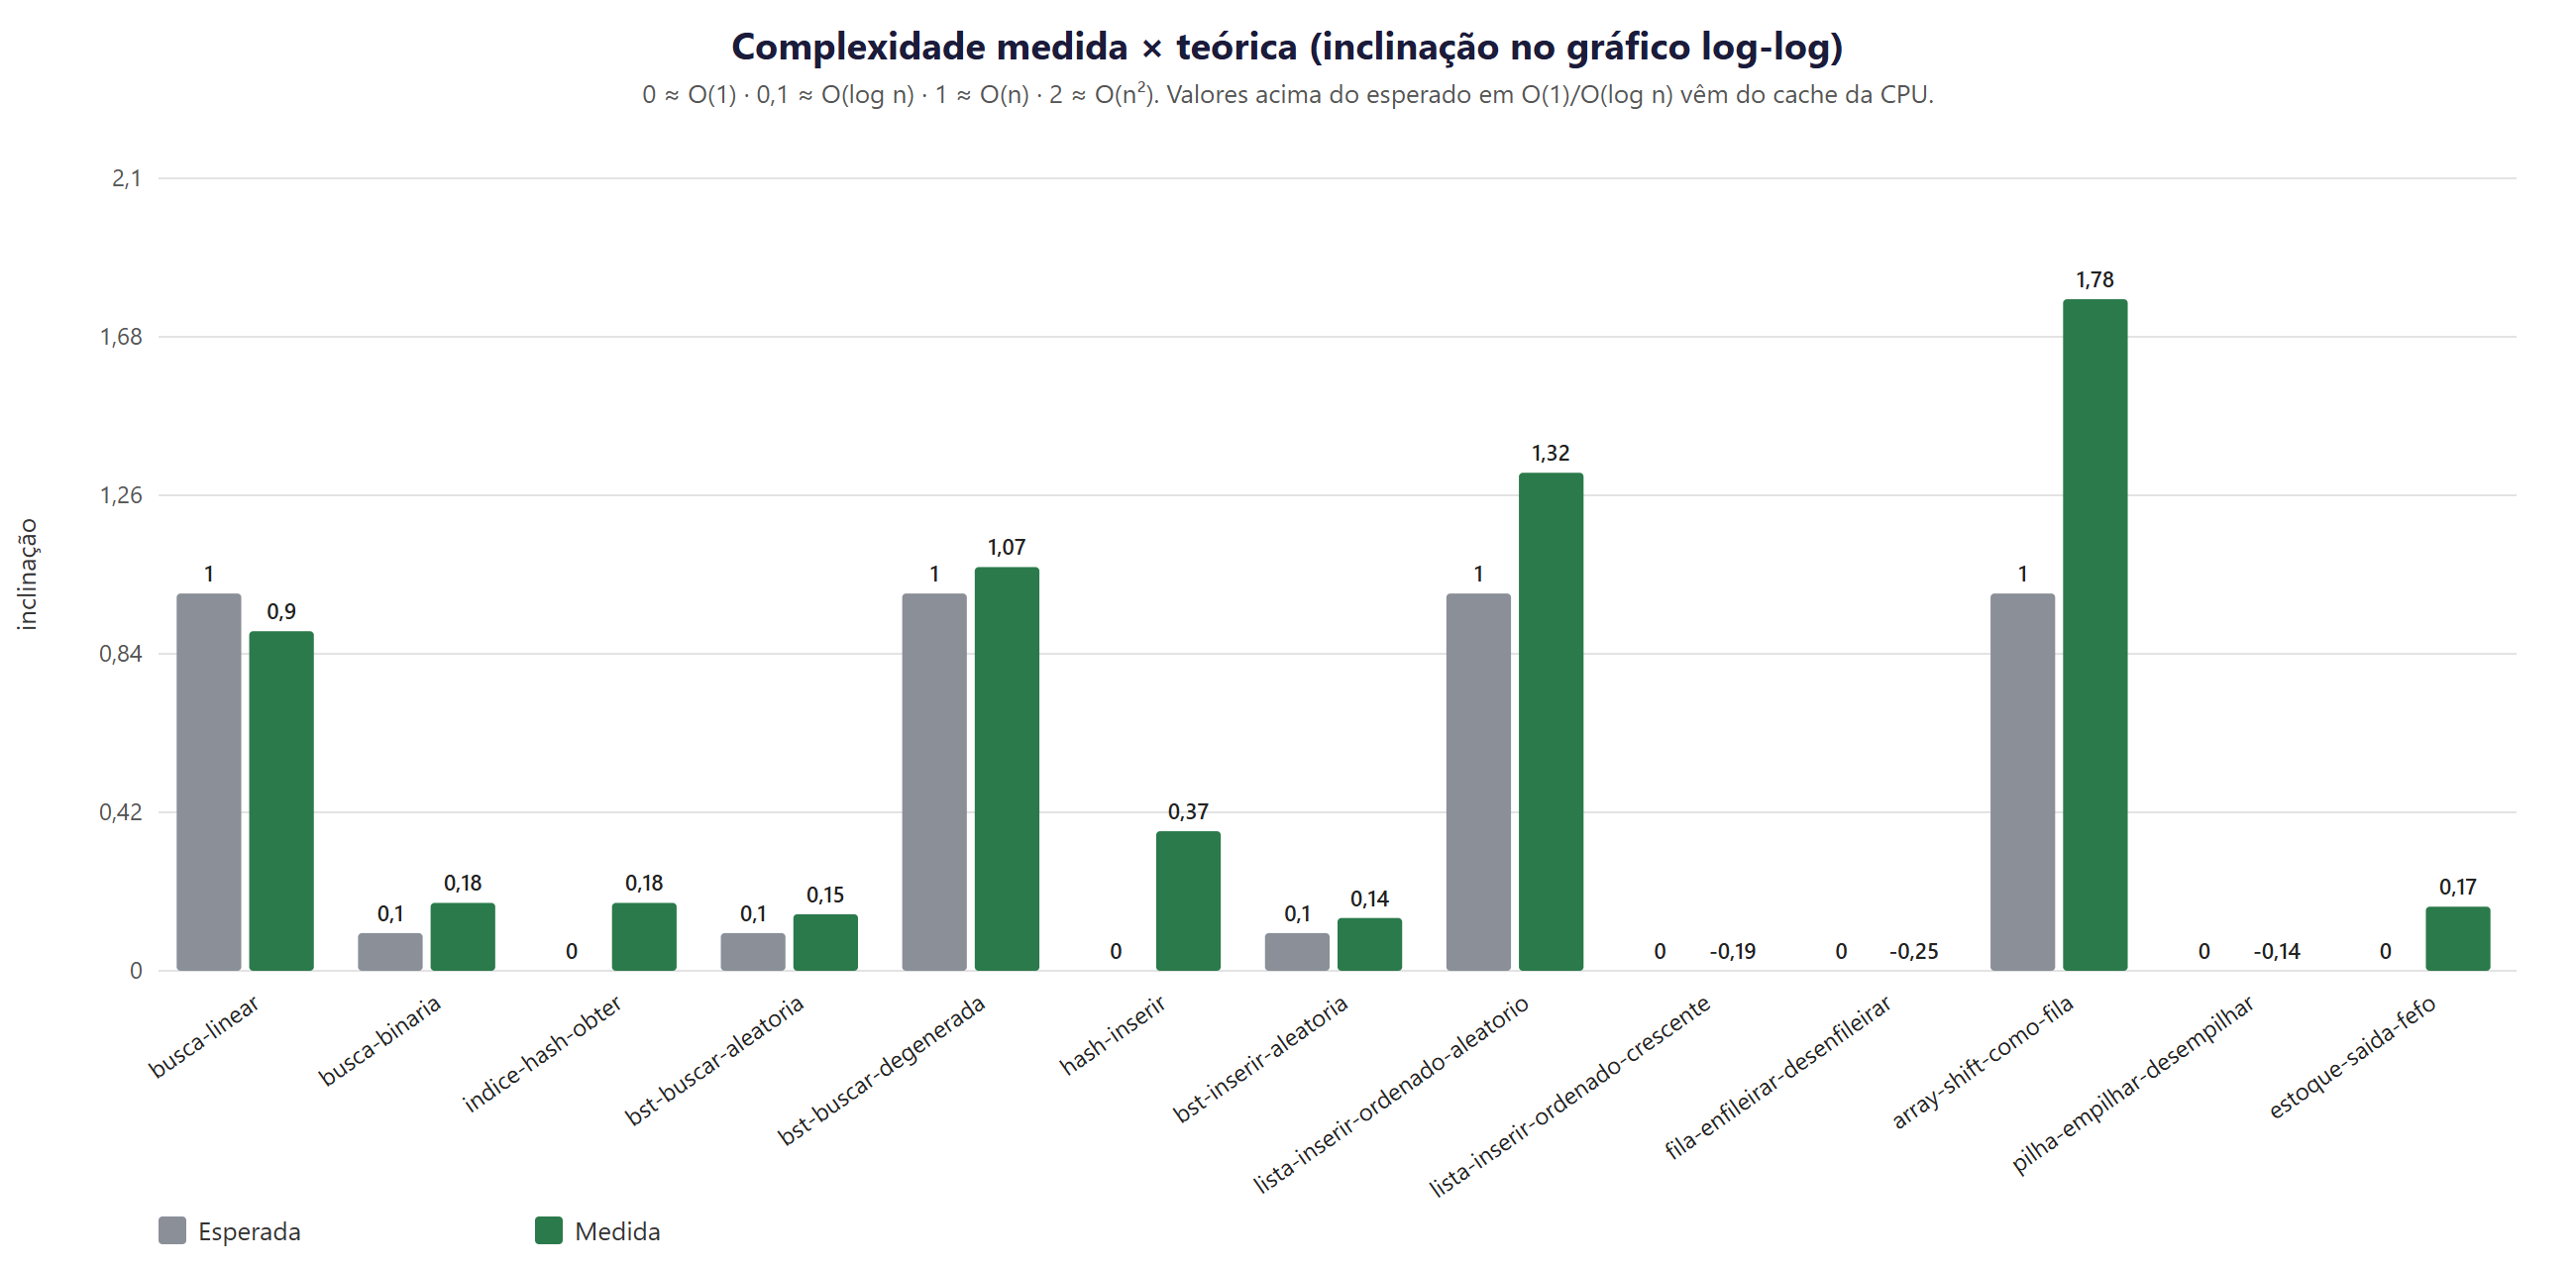 Complexidade medida × teórica (inclinação no gráfico log-log)
0 ≈ O(1) · 0,1 ≈ O(log n) · 1 ≈ O(n) · 2 ≈ O(n²). Valores acima do esperado em O(1)/O(log n) vêm do cache da CPU.
inclinação
2,1
1,68
1,26
0,84
0,42
0
1
0,9
0,1
0,18
0
0,18
0,1
0,15
1
1,07
0
0,37
0,1
0,14
1
1,32
0
-0,19
0
-0,25
1
1,78
0
-0,14
0
0,17
busca-linear
busca-binaria
indice-hash-obter
bst-buscar-aleatoria
bst-buscar-degenerada
hash-inserir
bst-inserir-aleatoria
lista-inserir-ordenado-aleatorio
lista-inserir-ordenado-crescente
fila-enfileirar-desenfileirar
array-shift-como-fila
pilha-empilhar-desempilhar
estoque-saida-fefo
Esperada
Medida